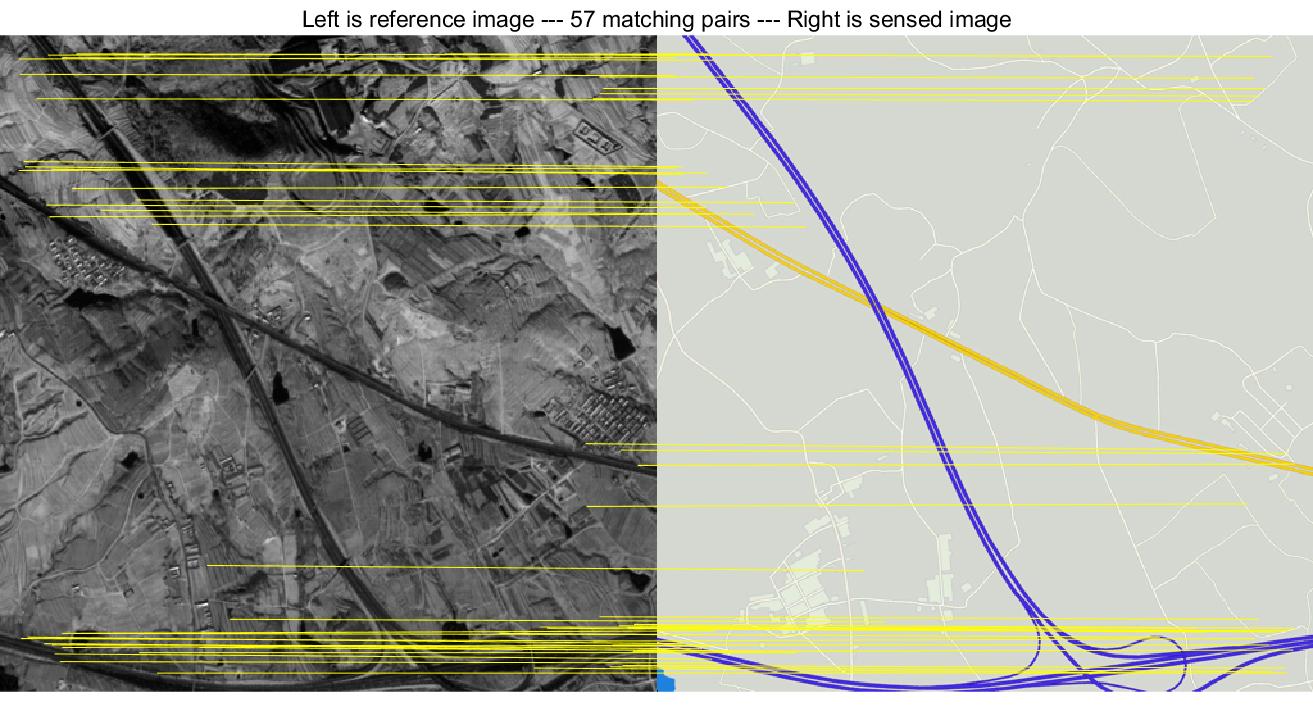 Left is reference image --- 57 matching pairs --- Right is sensed image